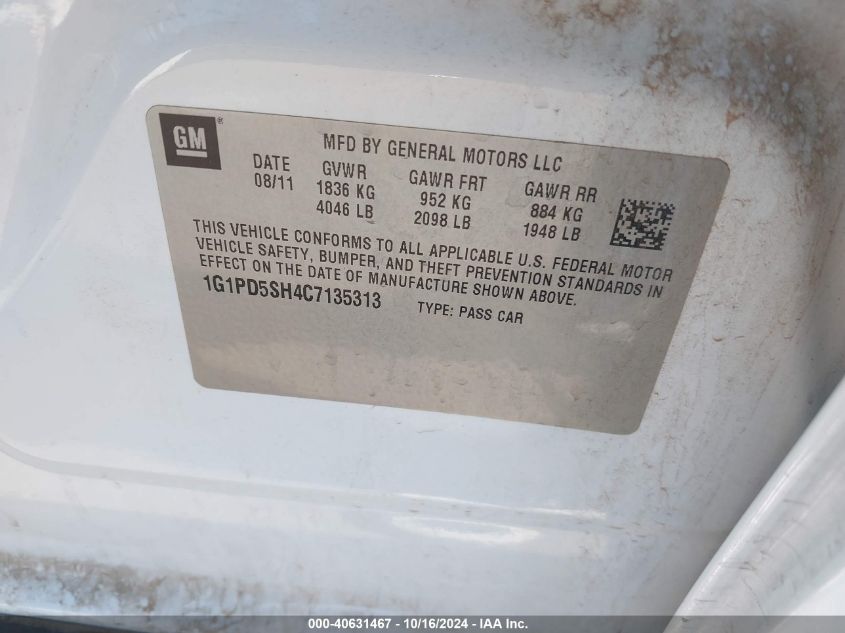 GM®
MFD BY GENERAL MOTORS LLC
DATE GVWR GAWR FRT GAWR RR
08/11 1836 KG 952 KG 884 KG
4046 LB 2098 LB 1948 LB
THIS VEHICLE CONFORMS TO ALL APPLICABLE U.S. FEDERAL MOTOR
VEHICLE SAFETY, BUMPER, AND THEFT PREVENTION STANDARDS IN
EFFECT ON THE DATE OF MANUFACTURE SHOWN ABOVE.
1G1PD5SH4C7135313 TYPE: PASS CAR
000-40631467 - 10/16/2024 - IAA Inc.